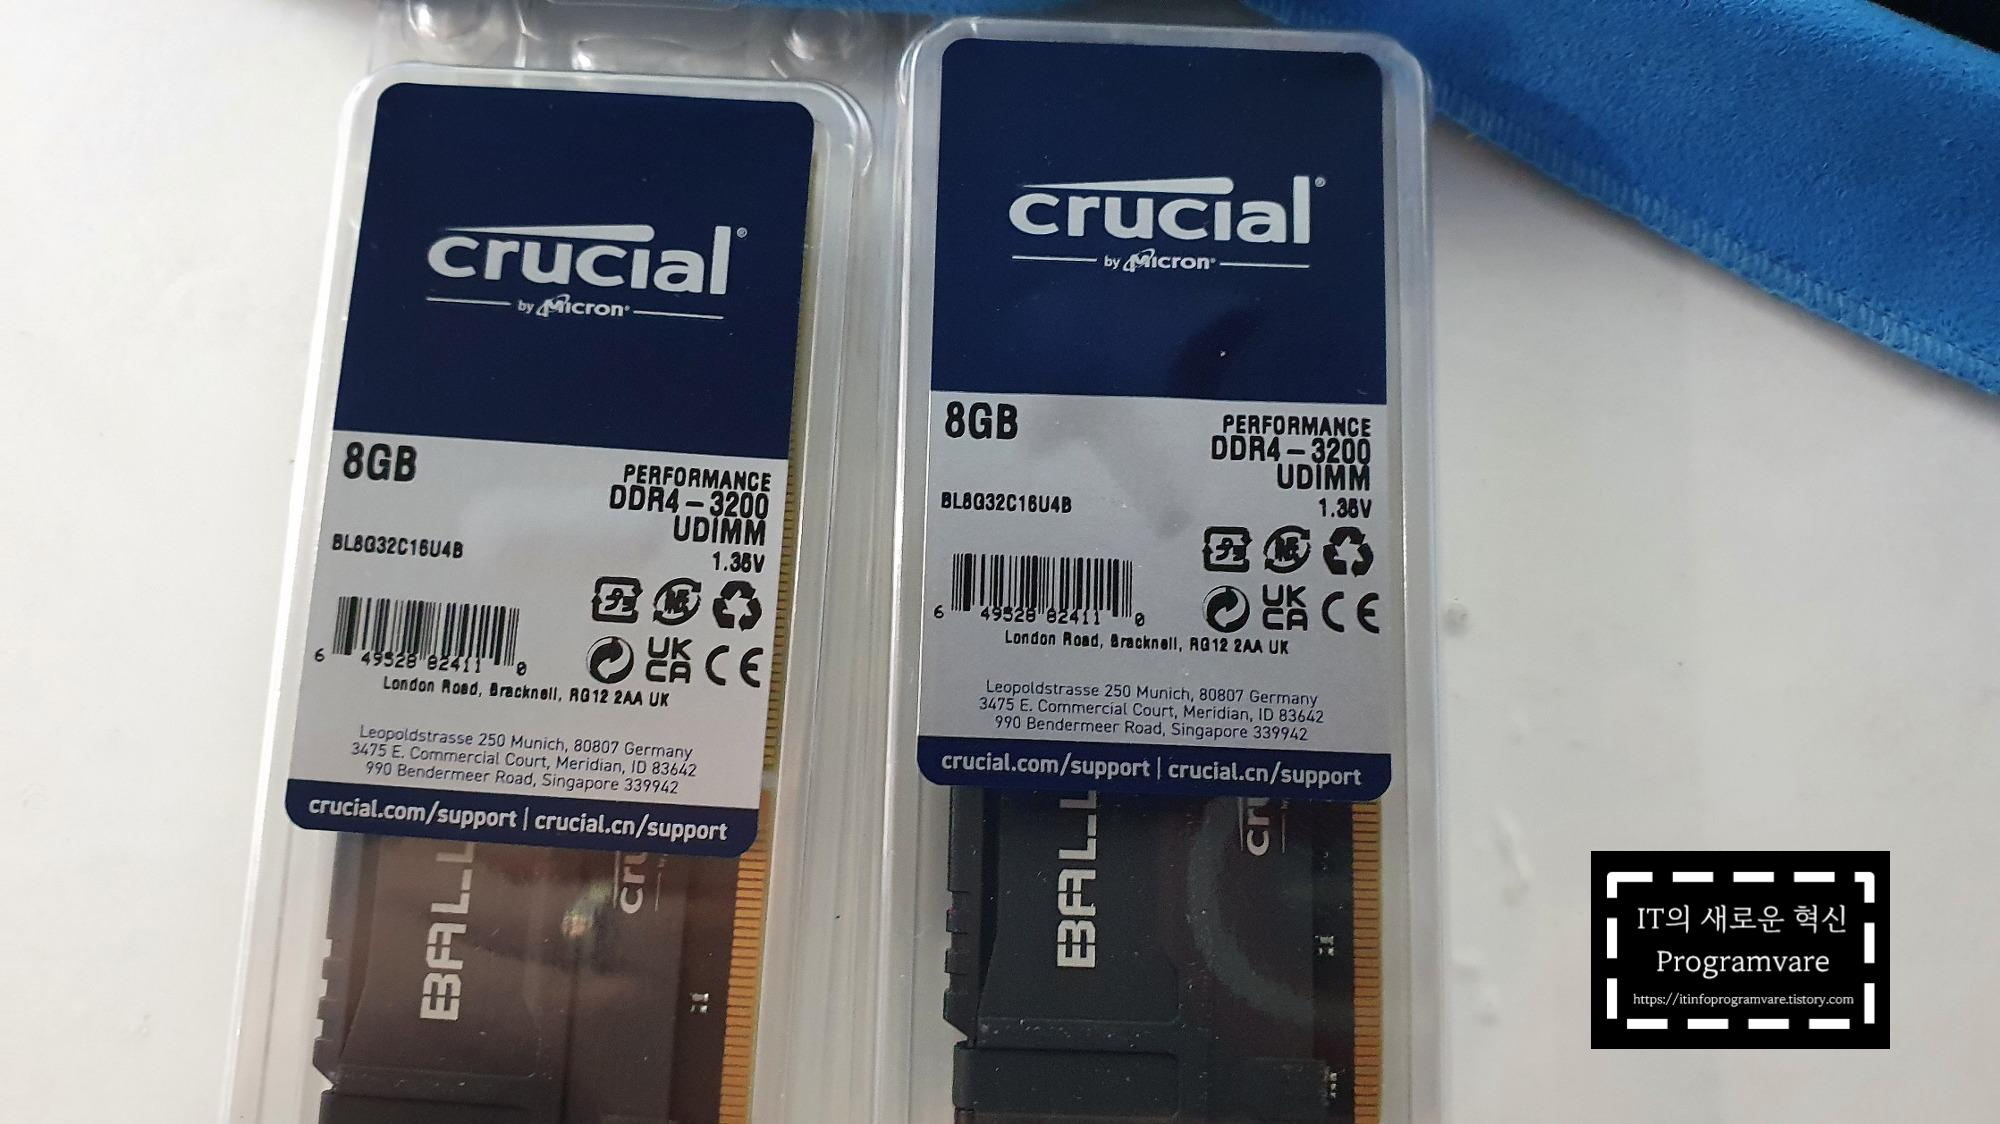 crucial®
by Micron®
8GB
PERFORMANCE
DDR4-3200
UDIMM
1.35V
BL8G32C16U4B
6 49528 82411 0
UK
CA
CE
London Road, Bracknell, RG12 2AA UK
Leopoldstrasse 250 Munich, 80807 Germany
3475 E. Commercial Court, Meridian, ID 83642
990 Bendermeer Road, Singapore 339942
crucial.com/support | crucial.cn/support
BALL
cru
crucial®
by Micron®
8GB
PERFORMANCE
DDR4-3200
UDIMM
1.35V
BL8G32C16U4B
6 49528 82411 0
UK
CA
CE
London Road, Bracknell, RG12 2AA UK
Leopoldstrasse 250 Munich, 80807 Germany
3475 E. Commercial Court, Meridian, ID 83642
990 Bendermeer Road, Singapore 339942
crucial.com/support | crucial.cn/support
BALL
cru
IT의 새로운 혁신
Programvare
https://itinfoprogramvare.tistory.com